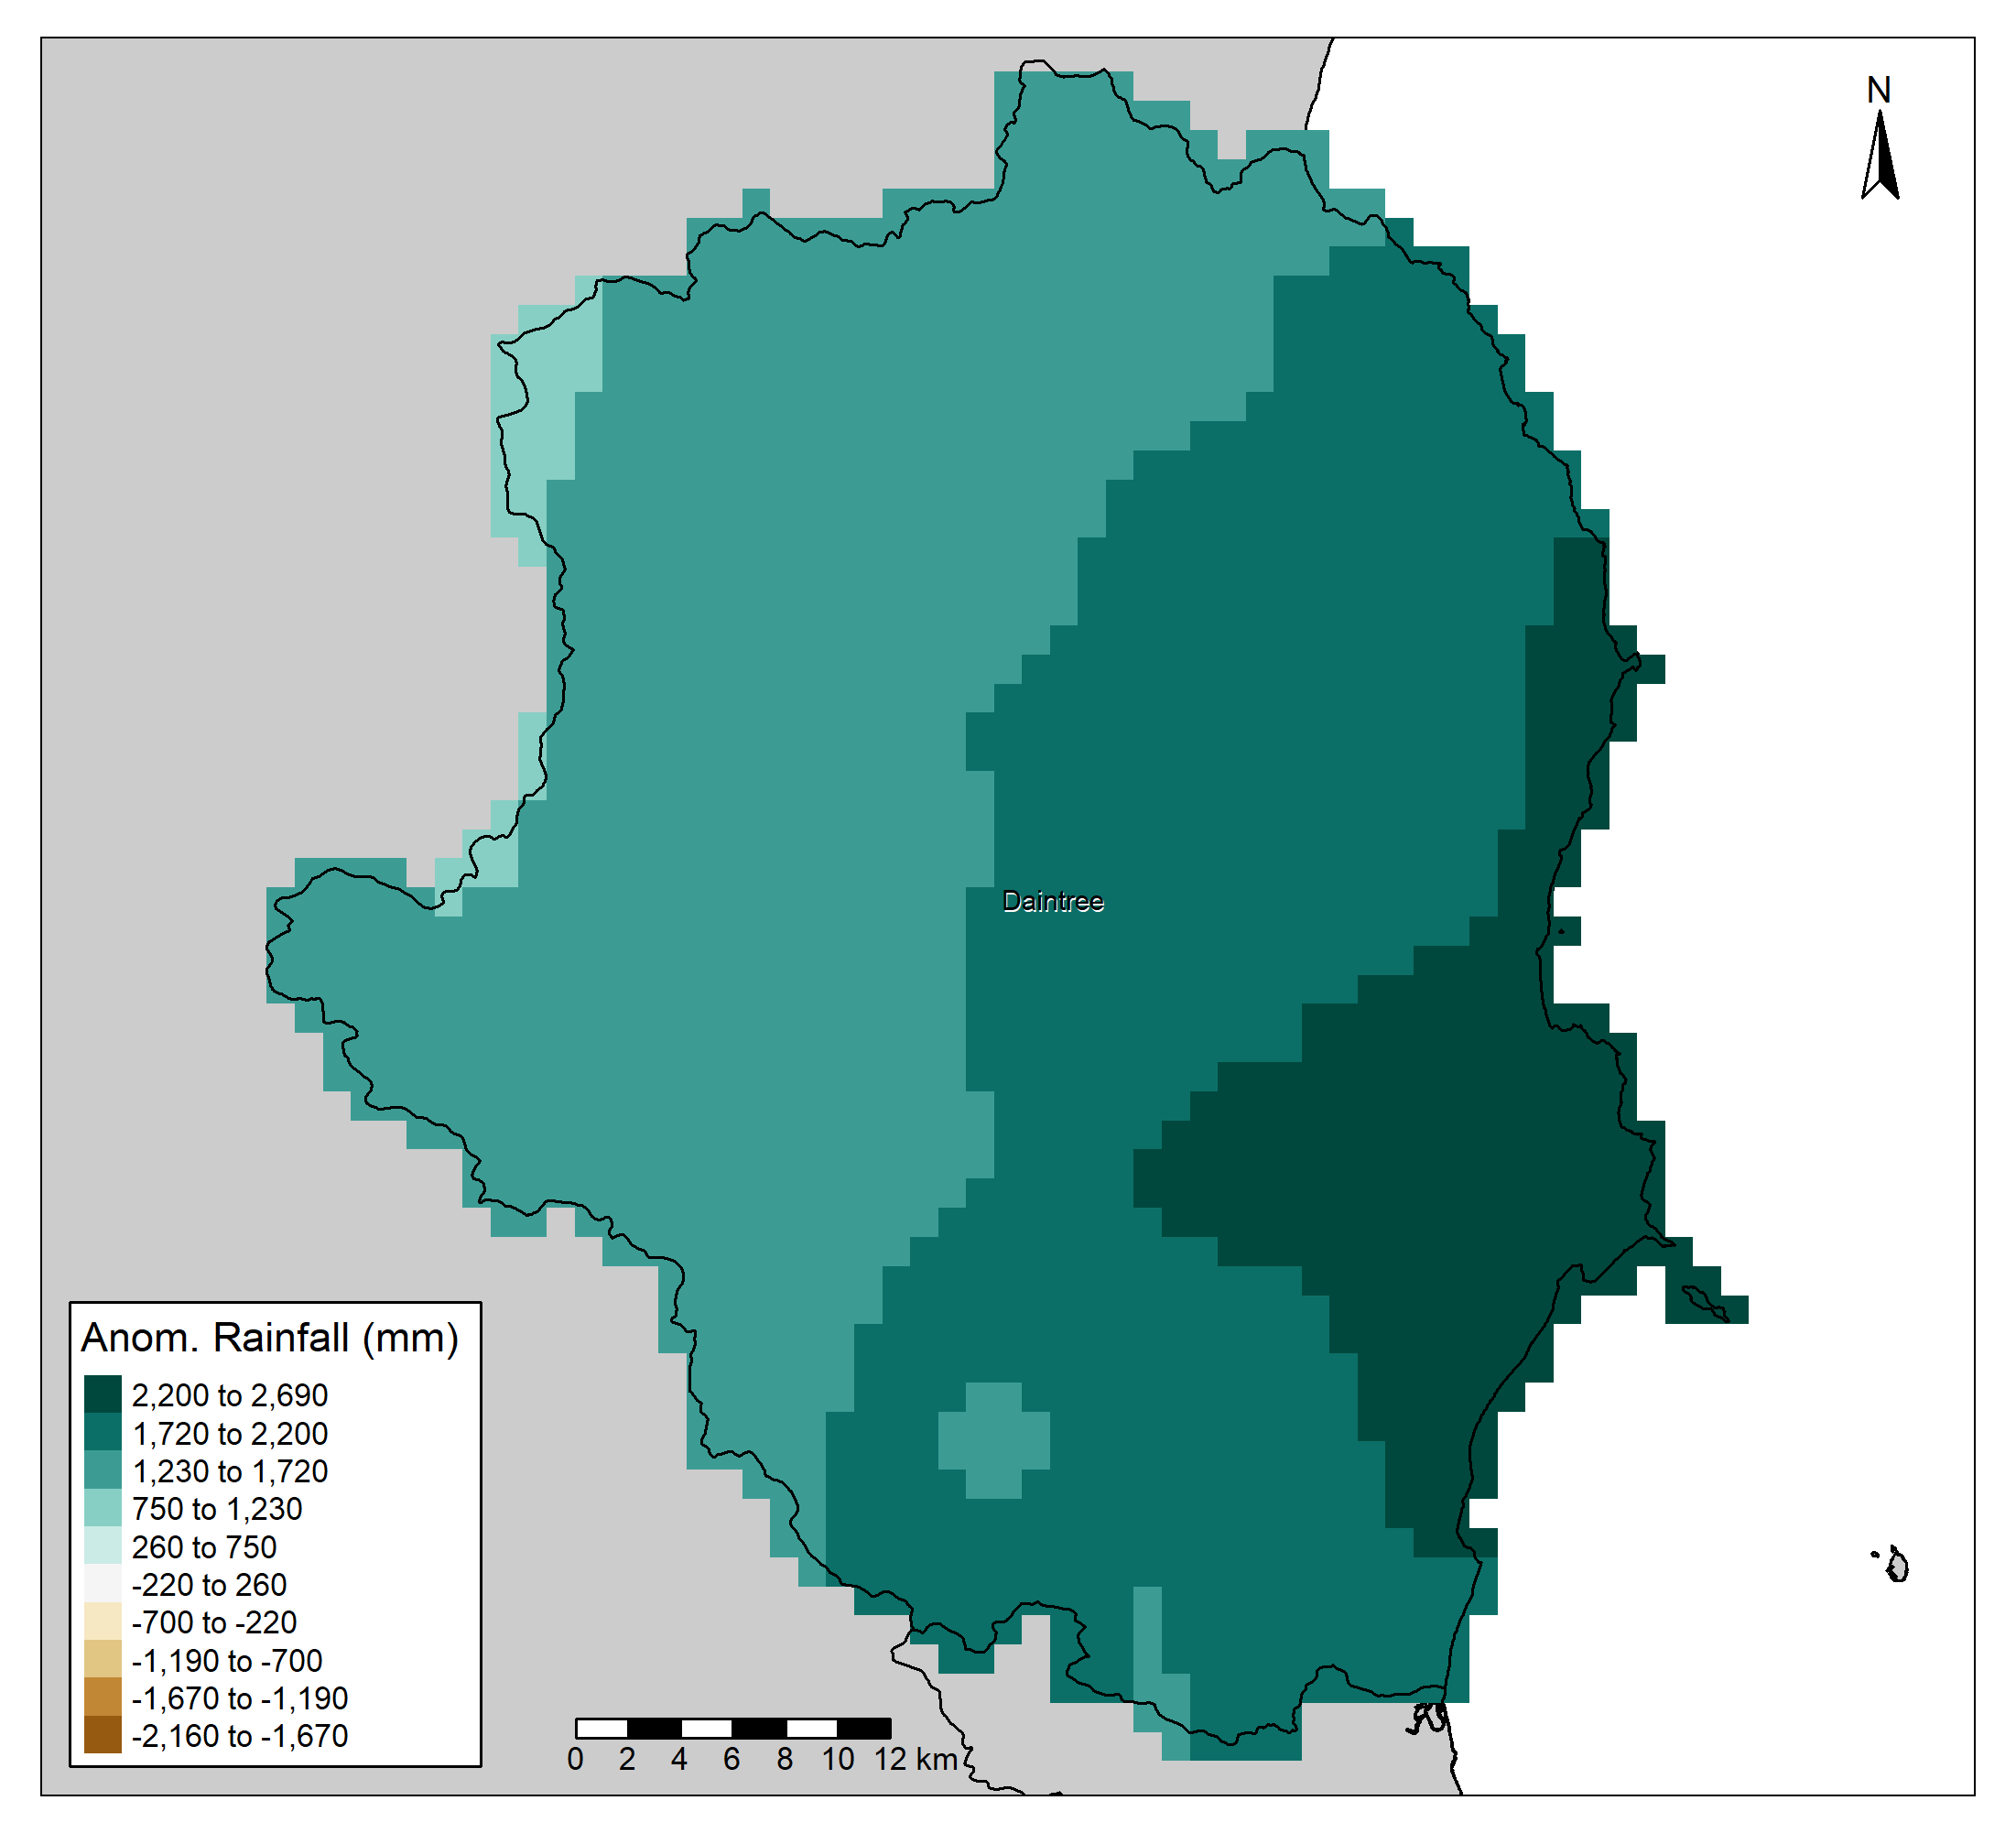 N
Daintree
Anom. Rainfall (mm)
2,200 to 2,690
1,720 to 2,200
1,230 to 1,720
750 to 1,230
260 to 750
-220 to 260
-700 to -220
-1,190 to -700
-1,670 to -1,190
-2,160 to -1,670
0 2 4 6 8 10 12 km